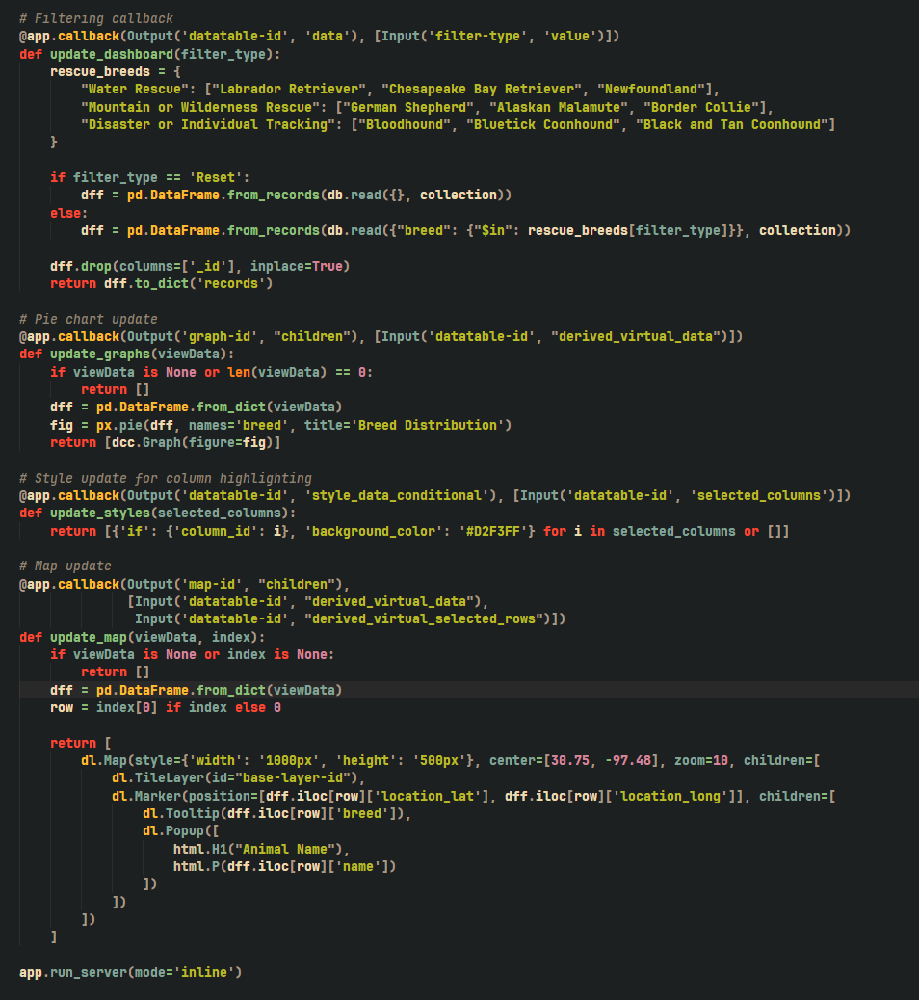 # Filtering callback
@app.callback(Output('datatable-id', 'data'), [Input('filter-type', 'value')])
def update_dashboard(filter_type):
    rescue_breeds = {
        "Water Rescue": ["Labrador Retriever", "Chesapeake Bay Retriever", "Newfoundland"],
        "Mountain or Wilderness Rescue": ["German Shepherd", "Alaskan Malamute", "Border Collie"],
        "Disaster or Individual Tracking": ["Bloodhound", "Bluetick Coonhound", "Black and Tan Coonhound"]
    }

    if filter_type == 'Reset':
        dff = pd.DataFrame.from_records(db.read({}, collection))
    else:
        dff = pd.DataFrame.from_records(db.read({"breed": {"$in": rescue_breeds[filter_type]}}, collection))

    dff.drop(columns=['_id'], inplace=True)
    return dff.to_dict('records')

# Pie chart update
@app.callback(Output('graph-id', "children"), [Input('datatable-id', "derived_virtual_data")])
def update_graphs(viewData):
    if viewData is None or len(viewData) == 0:
        return []
    dff = pd.DataFrame.from_dict(viewData)
    fig = px.pie(dff, names='breed', title='Breed Distribution')
    return [dcc.Graph(figure=fig)]

# Style update for column highlighting
@app.callback(Output('datatable-id', 'style_data_conditional'), [Input('datatable-id', 'selected_columns')])
def update_styles(selected_columns):
    return [{'if': {'column_id': i}, 'background_color': '#D2F3FF'} for i in selected_columns or []]

# Map update
@app.callback(Output('map-id', "children"),
              [Input('datatable-id', "derived_virtual_data"),
               Input('datatable-id', "derived_virtual_selected_rows")])
def update_map(viewData, index):
    if viewData is None or index is None:
        return []
    dff = pd.DataFrame.from_dict(viewData)
    row = index[0] if index else 0

    return [
        dl.Map(style={'width': '1000px', 'height': '500px'}, center=[30.75, -97.48], zoom=10, children=[
            dl.TileLayer(id="base-layer-id"),
            dl.Marker(position=[dff.iloc[row]['location_lat'], dff.iloc[row]['location_long']], children=[
                dl.Tooltip(dff.iloc[row]['breed']),
                dl.Popup([
                    html.H1("Animal Name"),
                    html.P(dff.iloc[row]['name'])
                ])
            ])
        ])
    ]

app.run_server(mode='inline')